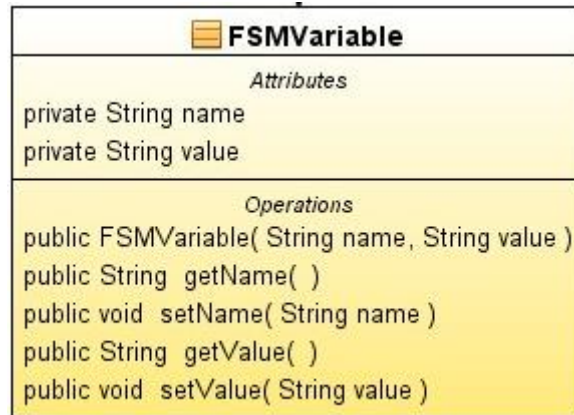 FSMVariable
Attributes
private String name
private String value
Operations
public FSMVariable( String name, String value )
public String getName( )
public void setName( String name )
public String getValue( )
public void setValue( String value )